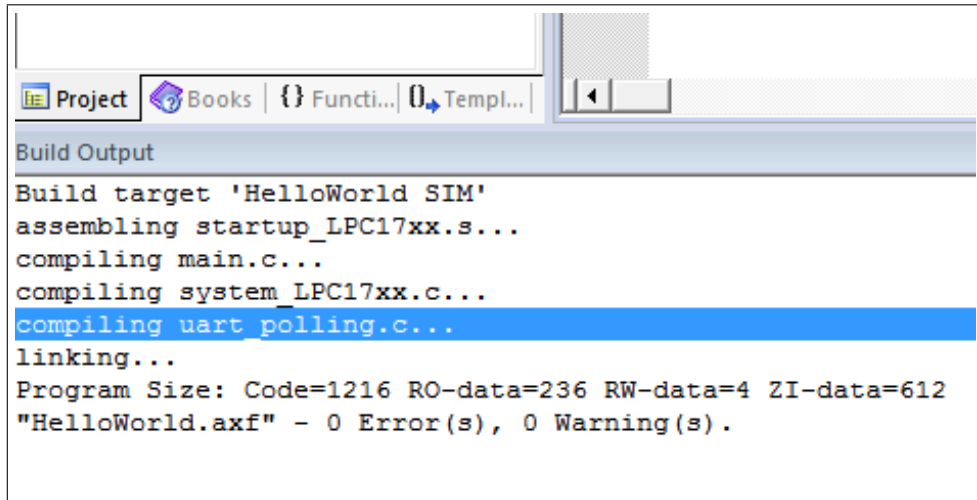 Project Books {} Functi... 0 Templ...
Build Output
Build target 'HelloWorld SIM'
assembling startup_LPC17xx.s...
compiling main.c...
compiling system_LPC17xx.c...
compiling uart_polling.c...
linking...
Program Size: Code=1216 RO-data=236 RW-data=4 ZI-data=612
"HelloWorld.axf" - 0 Error(s), 0 Warning(s).